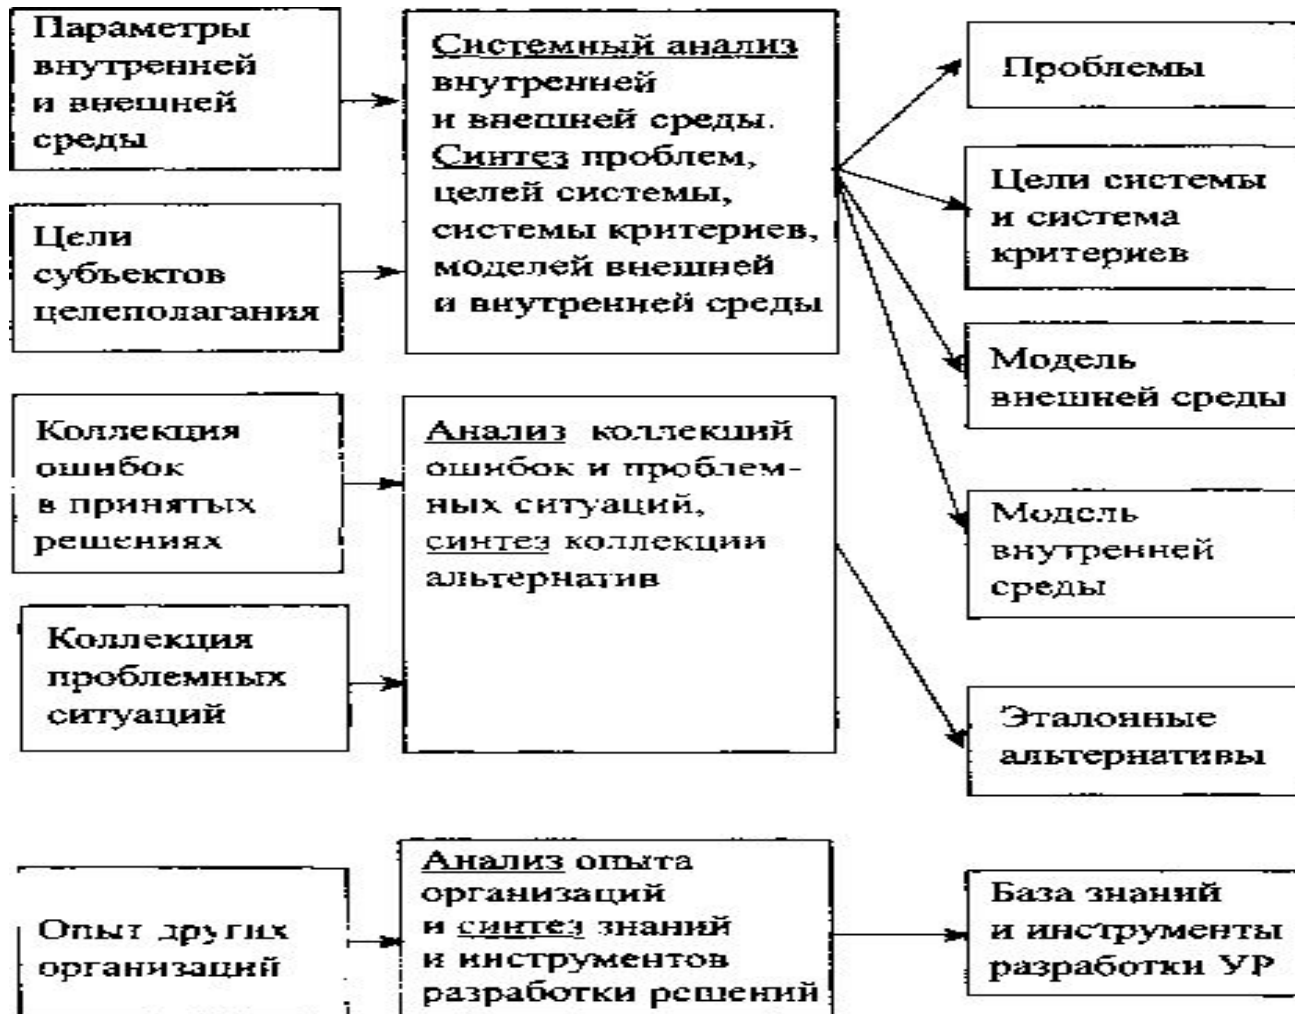 Параметры
внутренней
и внешней
среды
Цели
субъектов
целеполагания
Коллекция
ошибок
в принятых
решениях
Коллекция
проблемных
ситуаций
Опыт других
организаций
Системный анализ
внутренней
и внешней среды.
Синтез проблем,
целей системы,
системы критериев,
моделей внешней
и внутренней среды
Анализ коллекций
ошибок и проблем-
ных ситуаций,
синтез коллекции
альтернатив
Анализ опыта
организаций
и синтез знаний
и инструментов
разработки решений
Проблемы
Цели системы
и система
критериев
Модель
внешней среды
Модель
внутренней
среды
Эталонные
альтернативы
База знаний
и инструменты
разработки УР